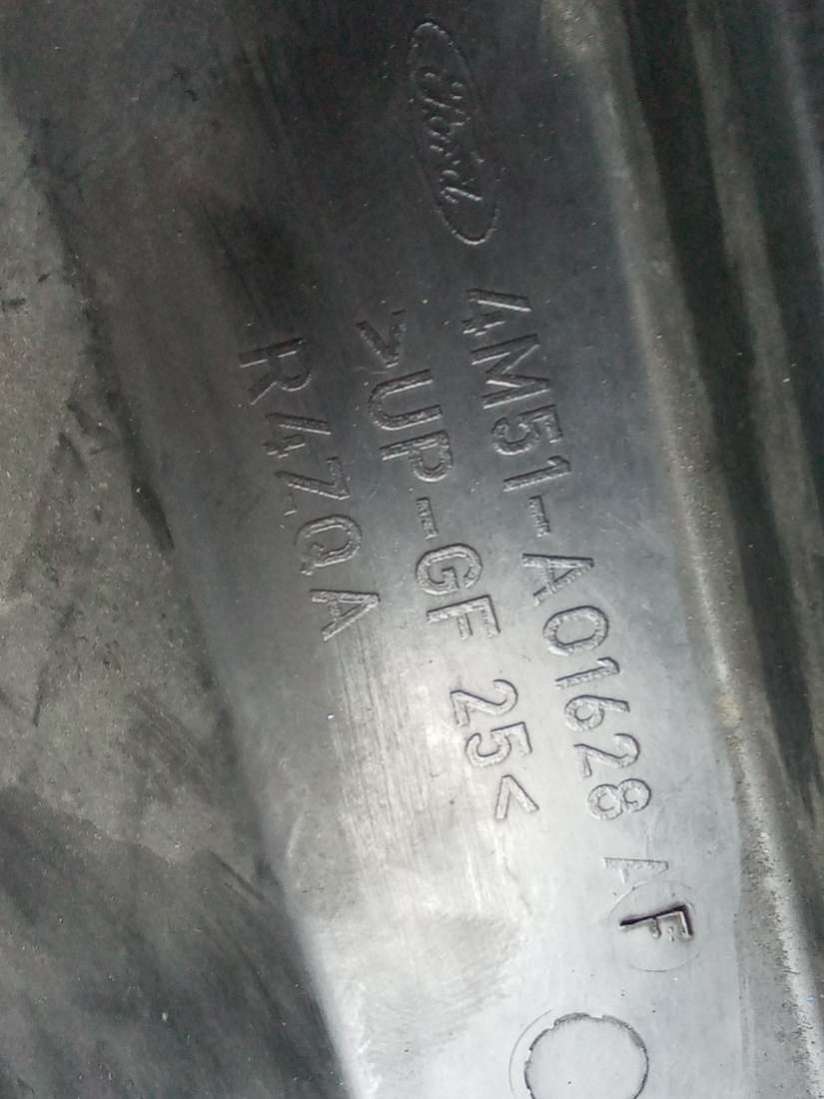 Ford
4M51-A01628 AF
>UP-GF 25<
R47QA